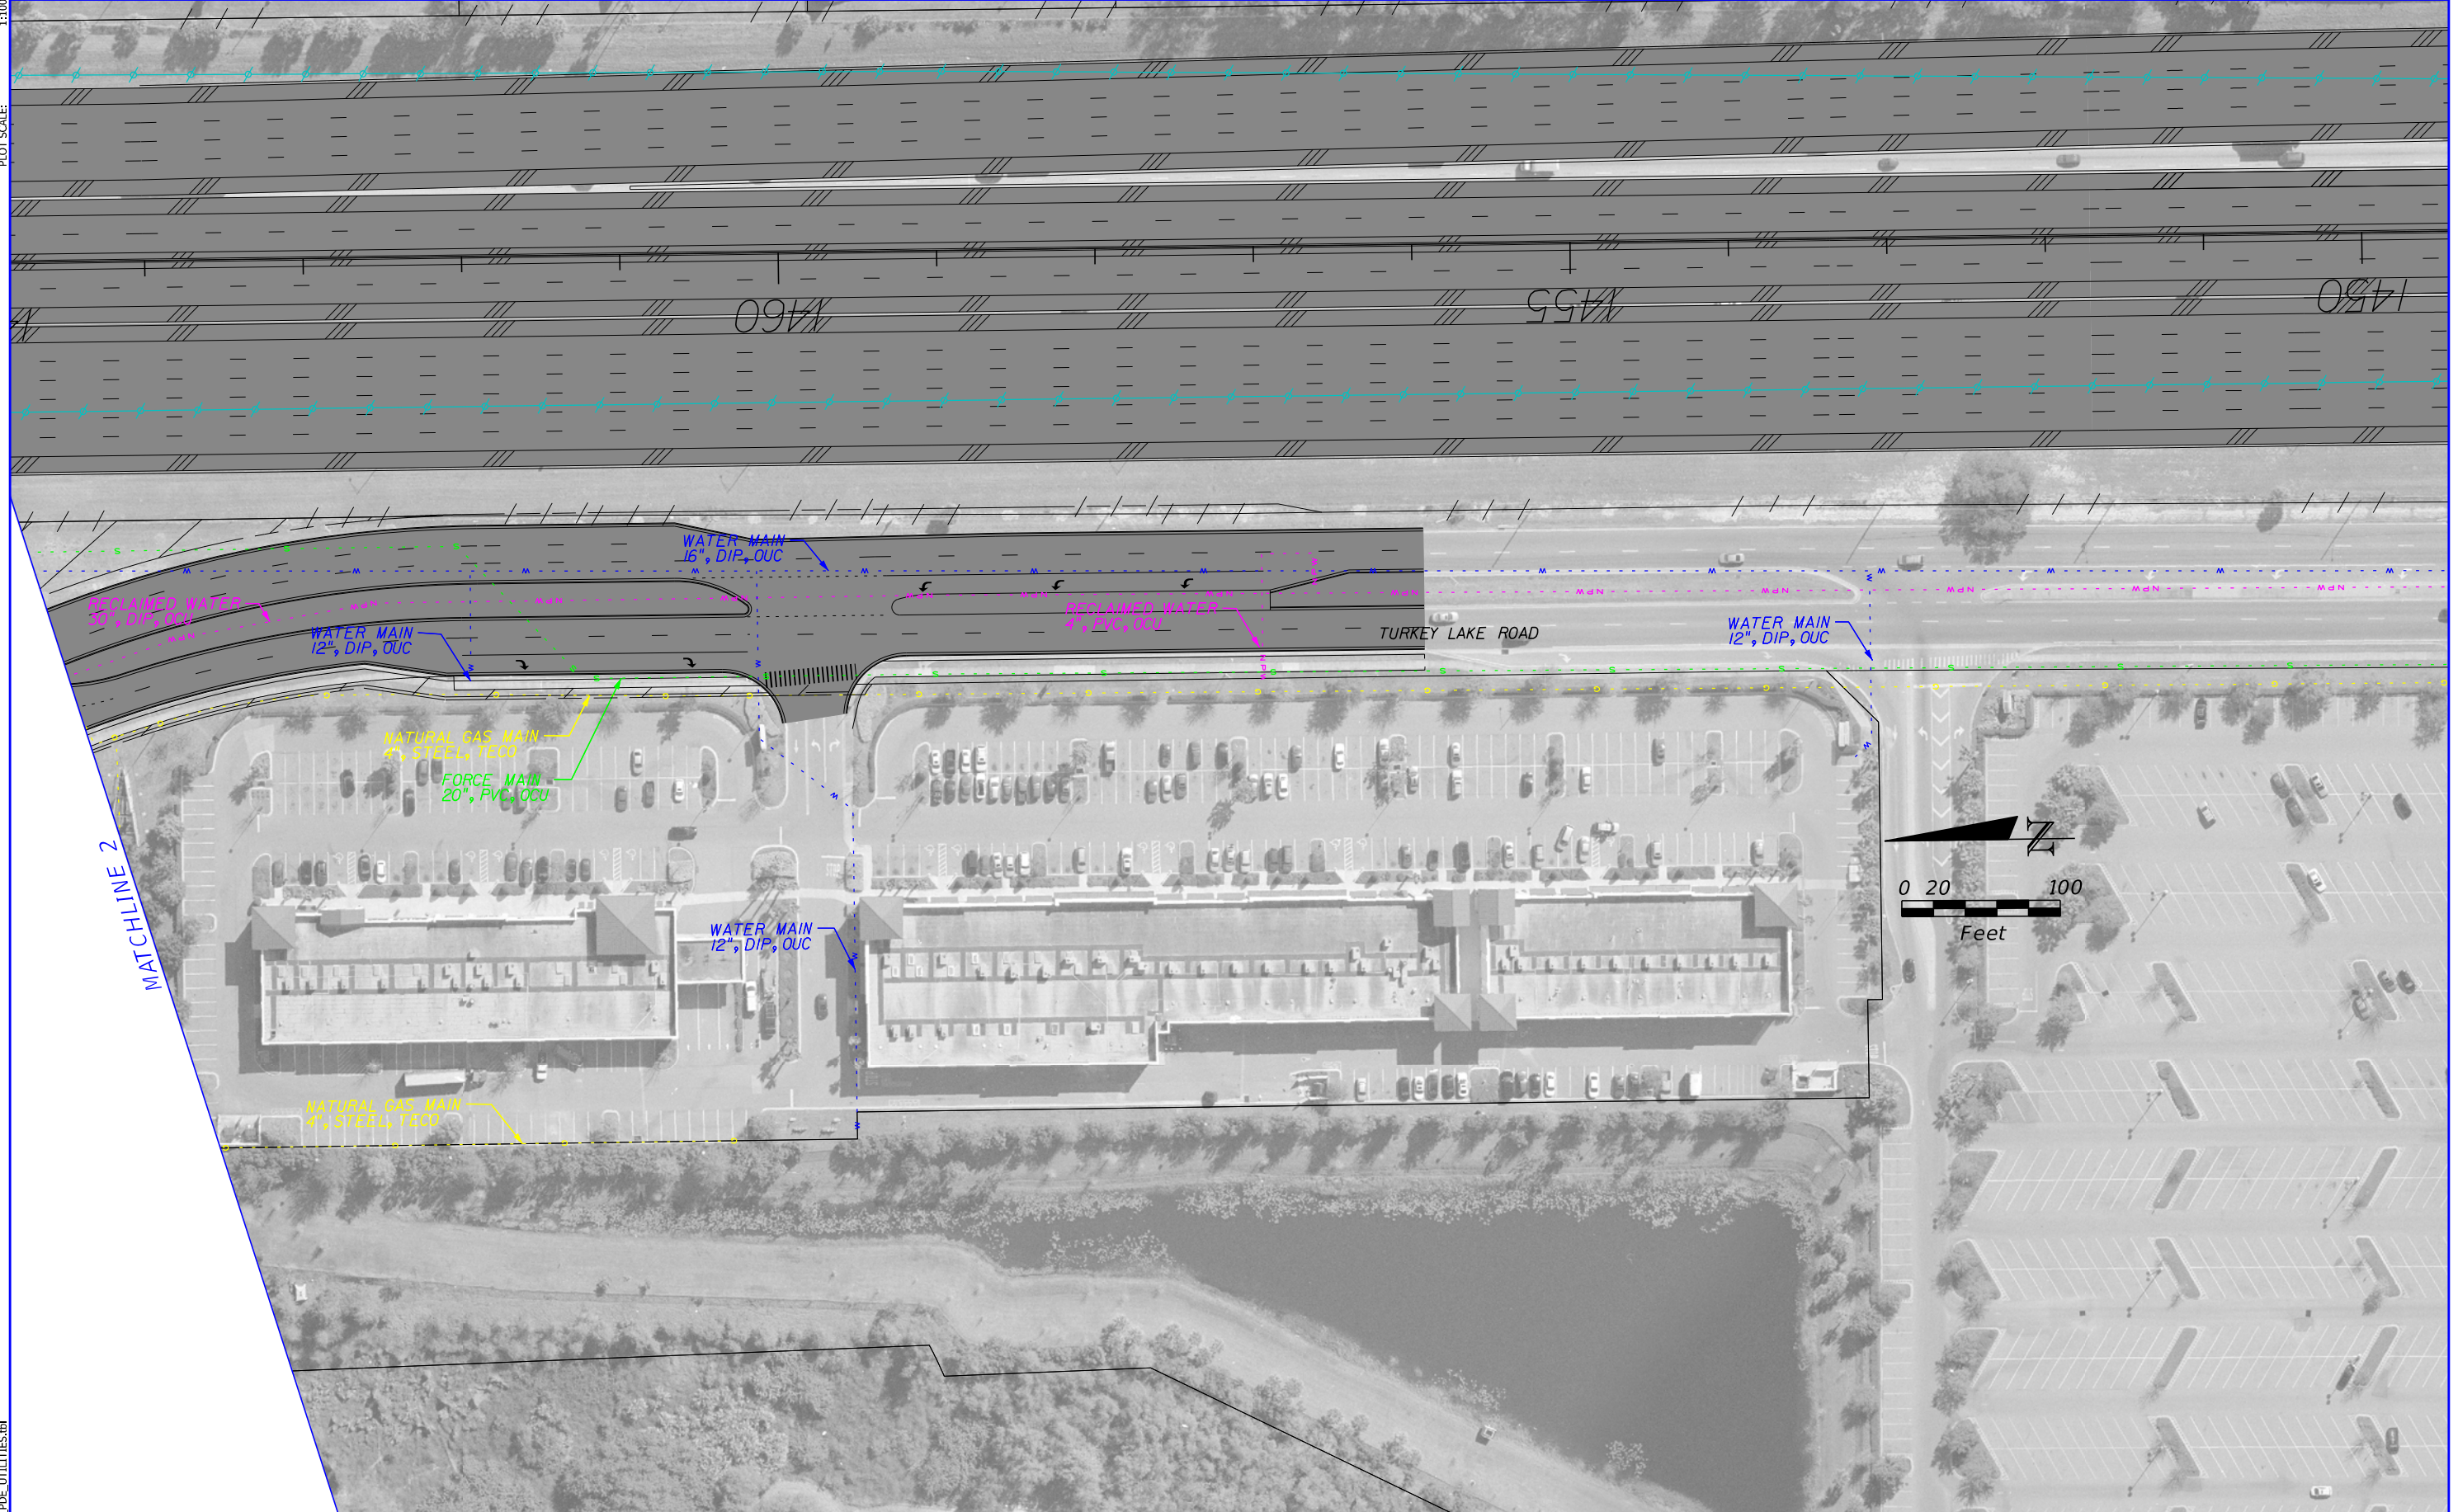 PLOT SCALE:
1460
1455
1450
WATER MAIN
16", DIP, OUC
RECLAIMED WATER
30", DIP, OCU
WATER MAIN
12", DIP, OUC
RECLAIMED WATER
4", PVC, OCU
TURKEY LAKE ROAD
WATER MAIN
12", DIP, OUC
NATURAL GAS MAIN
4", STEEL, TECO
FORCE MAIN
20", PVC, OCU
MATCHLINE 2
N
0 20 100
Feet
WATER MAIN
12", DIP, OUC
NATURAL GAS MAIN
4", STEEL, TECO